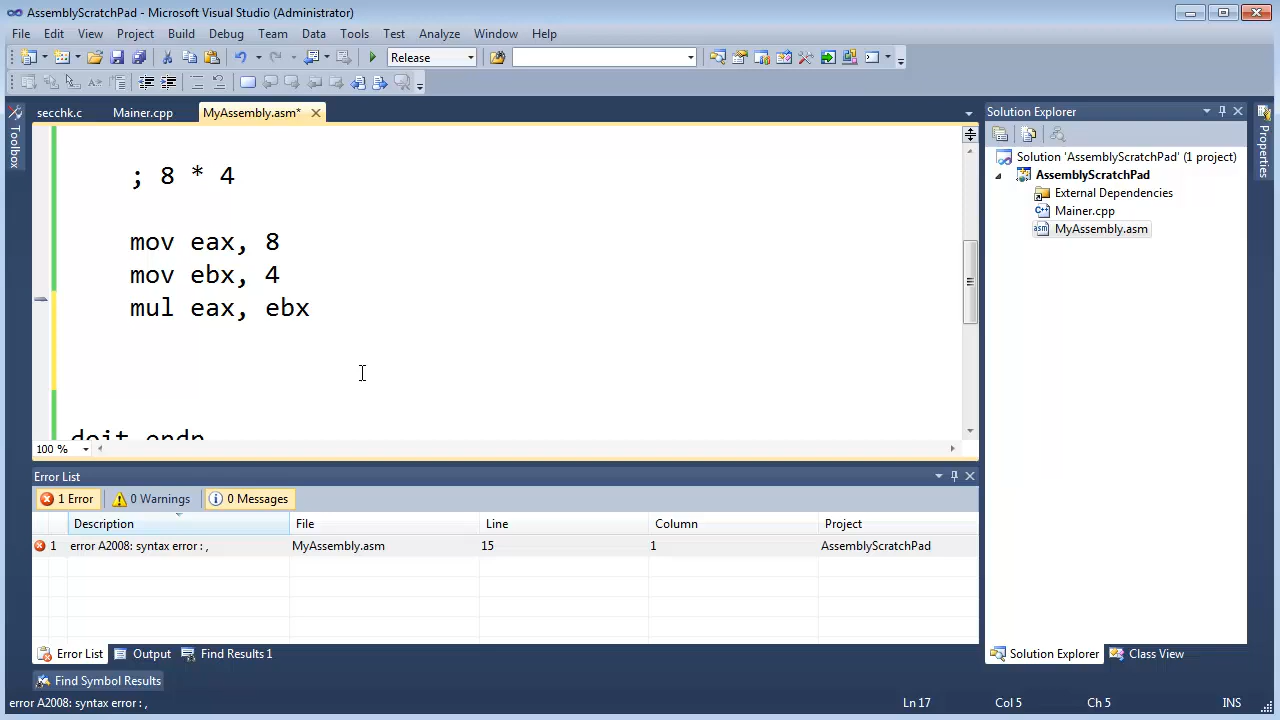 AssemblyScratchPad - Microsoft Visual Studio (Administrator)
File Edit View Project Build Debug Team Data Tools Test Analyze Window Help
Release
secchk.c Mainer.cpp MyAssembly.asm*
Toolbox
; 8 * 4
mov eax, 8
mov ebx, 4
mul eax, ebx
doit endp
100 %
Solution Explorer
Solution 'AssemblyScratchPad' (1 project)
AssemblyScratchPad
External Dependencies
Mainer.cpp
asm MyAssembly.asm
Properties
Error List
1 Error 0 Warnings 0 Messages
Description File Line Column Project
1 error A2008: syntax error : , MyAssembly.asm 15 1 AssemblyScratchPad
Error List Output Find Results 1
Solution Explorer Class View
Find Symbol Results
error A2008: syntax error : , Ln 17 Col 5 Ch 5 INS